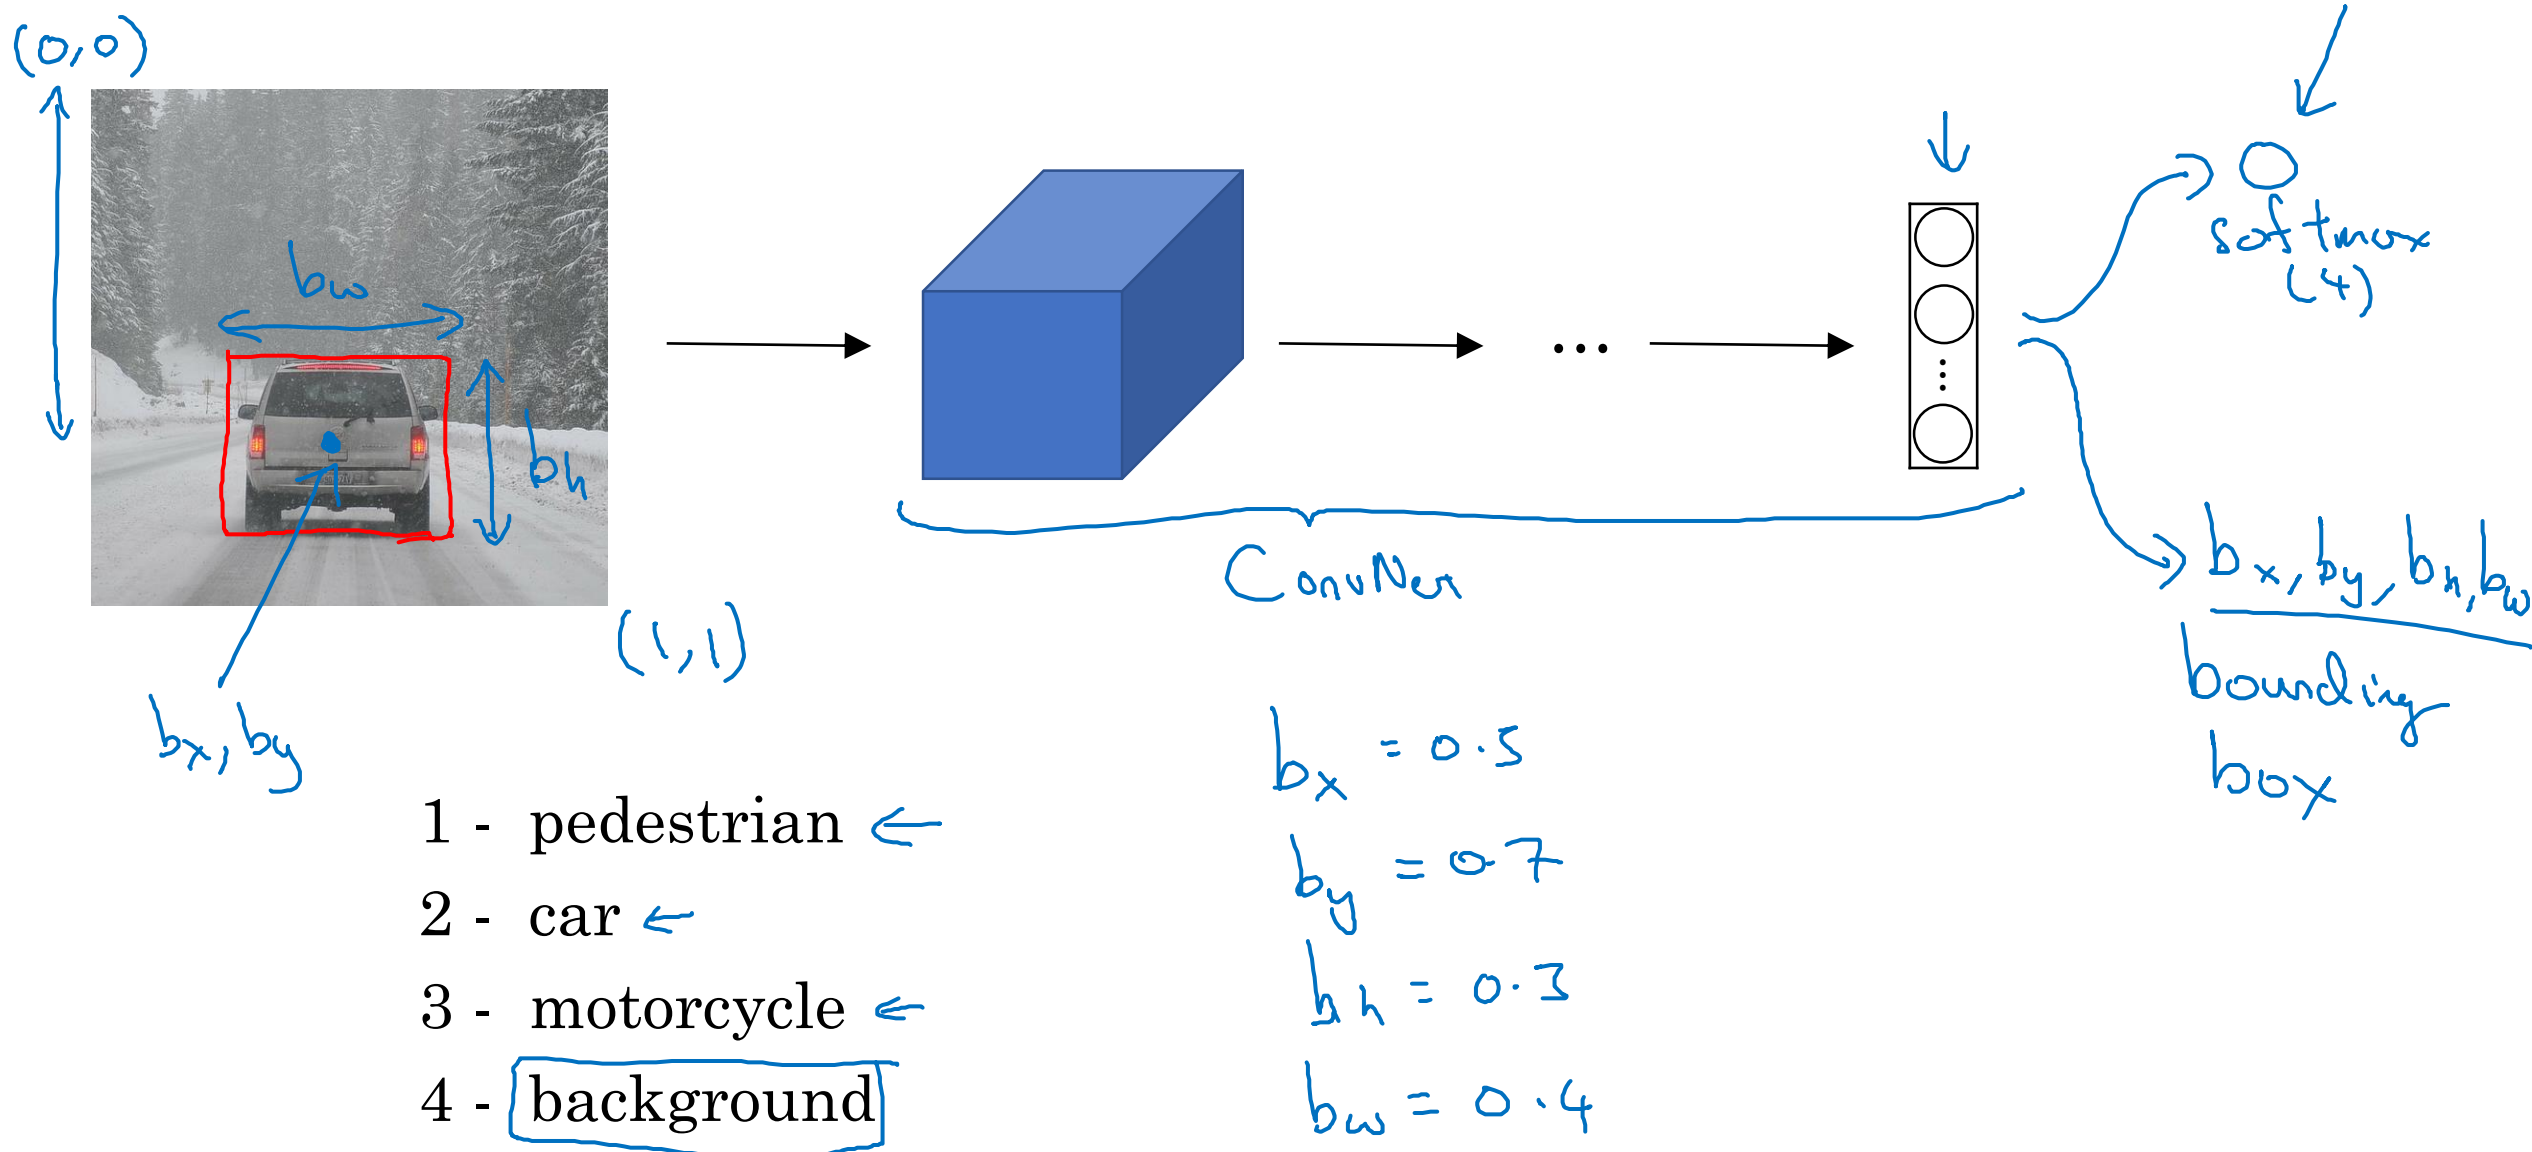 (0,0)
bw
bh
(1,1)
bx, by
...
ConvNet
softmax
(4)
bx, by, bh, bw
bounding
box
1 - pedestrian
2 - car
3 - motorcycle
4 - background
bx = 0.5
by = 0.7
bh = 0.3
bw = 0.4